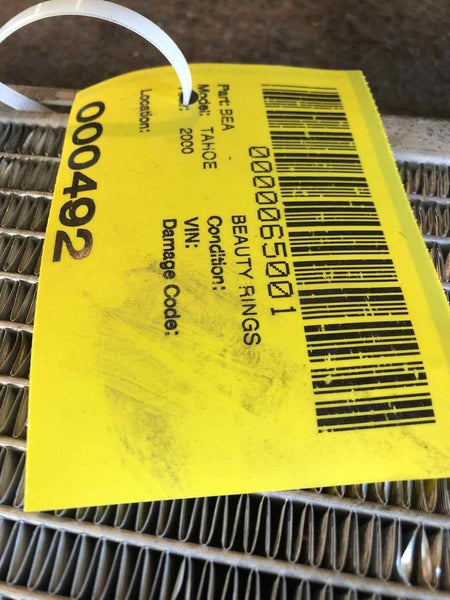 0000065001
Part: BEA BEAUTY RINGS
Model: TAHOE Condition:
2000 VIN:
Location: Damage Code:
000492